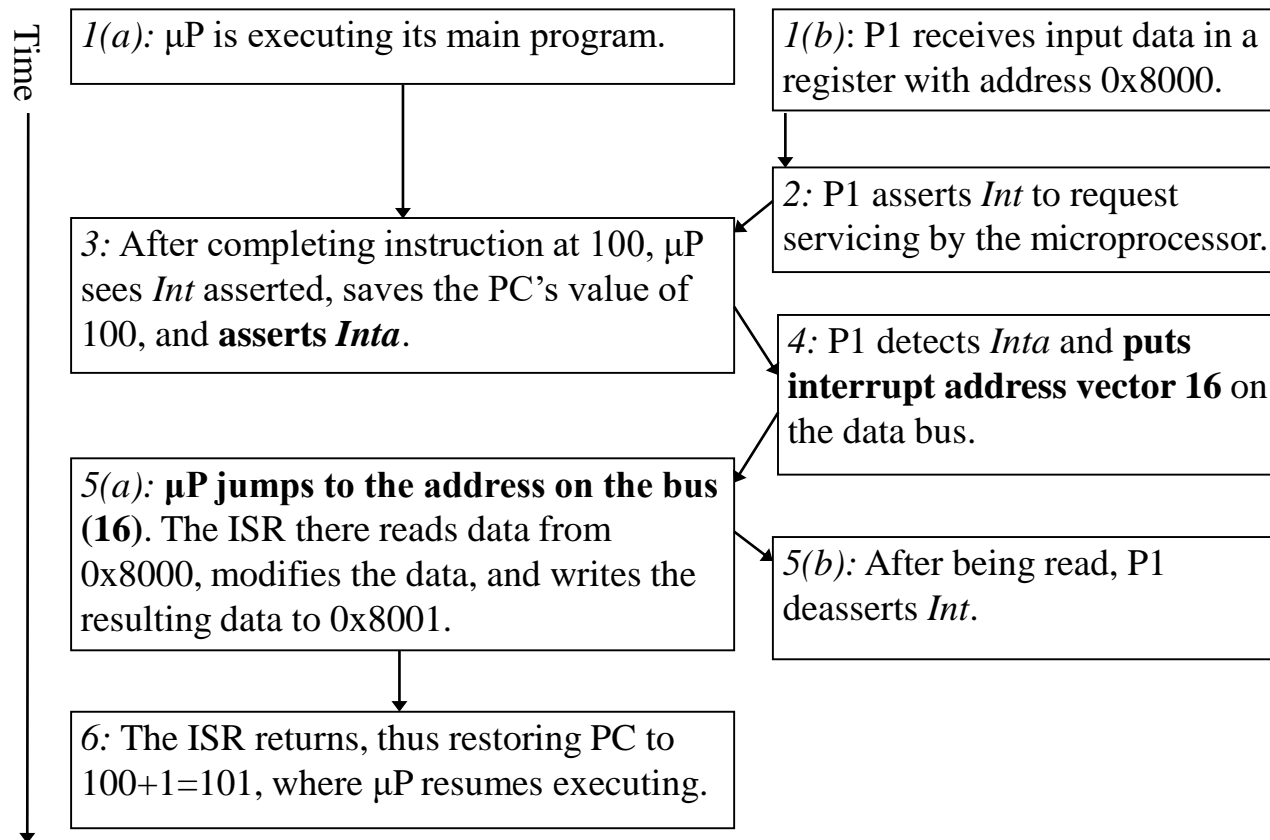 Time
1(a): μP is executing its main program.
1(b): P1 receives input data in a
register with address 0x8000.
2: P1 asserts Int to request
servicing by the microprocessor.
3: After completing instruction at 100, μP
sees Int asserted, saves the PC’s value of
100, and asserts Inta.
4: P1 detects Inta and puts
interrupt address vector 16 on
the data bus.
5(a): μP jumps to the address on the bus
(16). The ISR there reads data from
0x8000, modifies the data, and writes the
resulting data to 0x8001.
5(b): After being read, P1
deasserts Int.
6: The ISR returns, thus restoring PC to
100+1=101, where μP resumes executing.